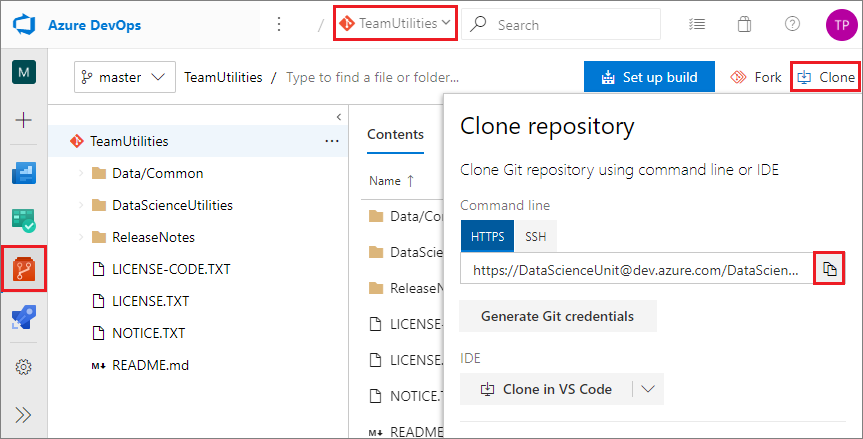 Azure DevOps
/
TeamUtilities
Search
TP
M
master
TeamUtilities / Type to find a file or folder...
Set up build
Fork
Clone
TeamUtilities
Data/Common
DataScienceUtilities
ReleaseNotes
LICENSE-CODE.TXT
LICENSE.TXT
NOTICE.TXT
M↓ README.md
Contents
Name ↑
Data/Co
DataScien
ReleaseN
LICENSE-
LICENSE.
NOTICE.T
M↓ README
Clone repository
Clone Git repository using command line or IDE
Command line
HTTPS
SSH
https://DataScienceUnit@dev.azure.com/DataScien...
Generate Git credentials
IDE
Clone in VS Code